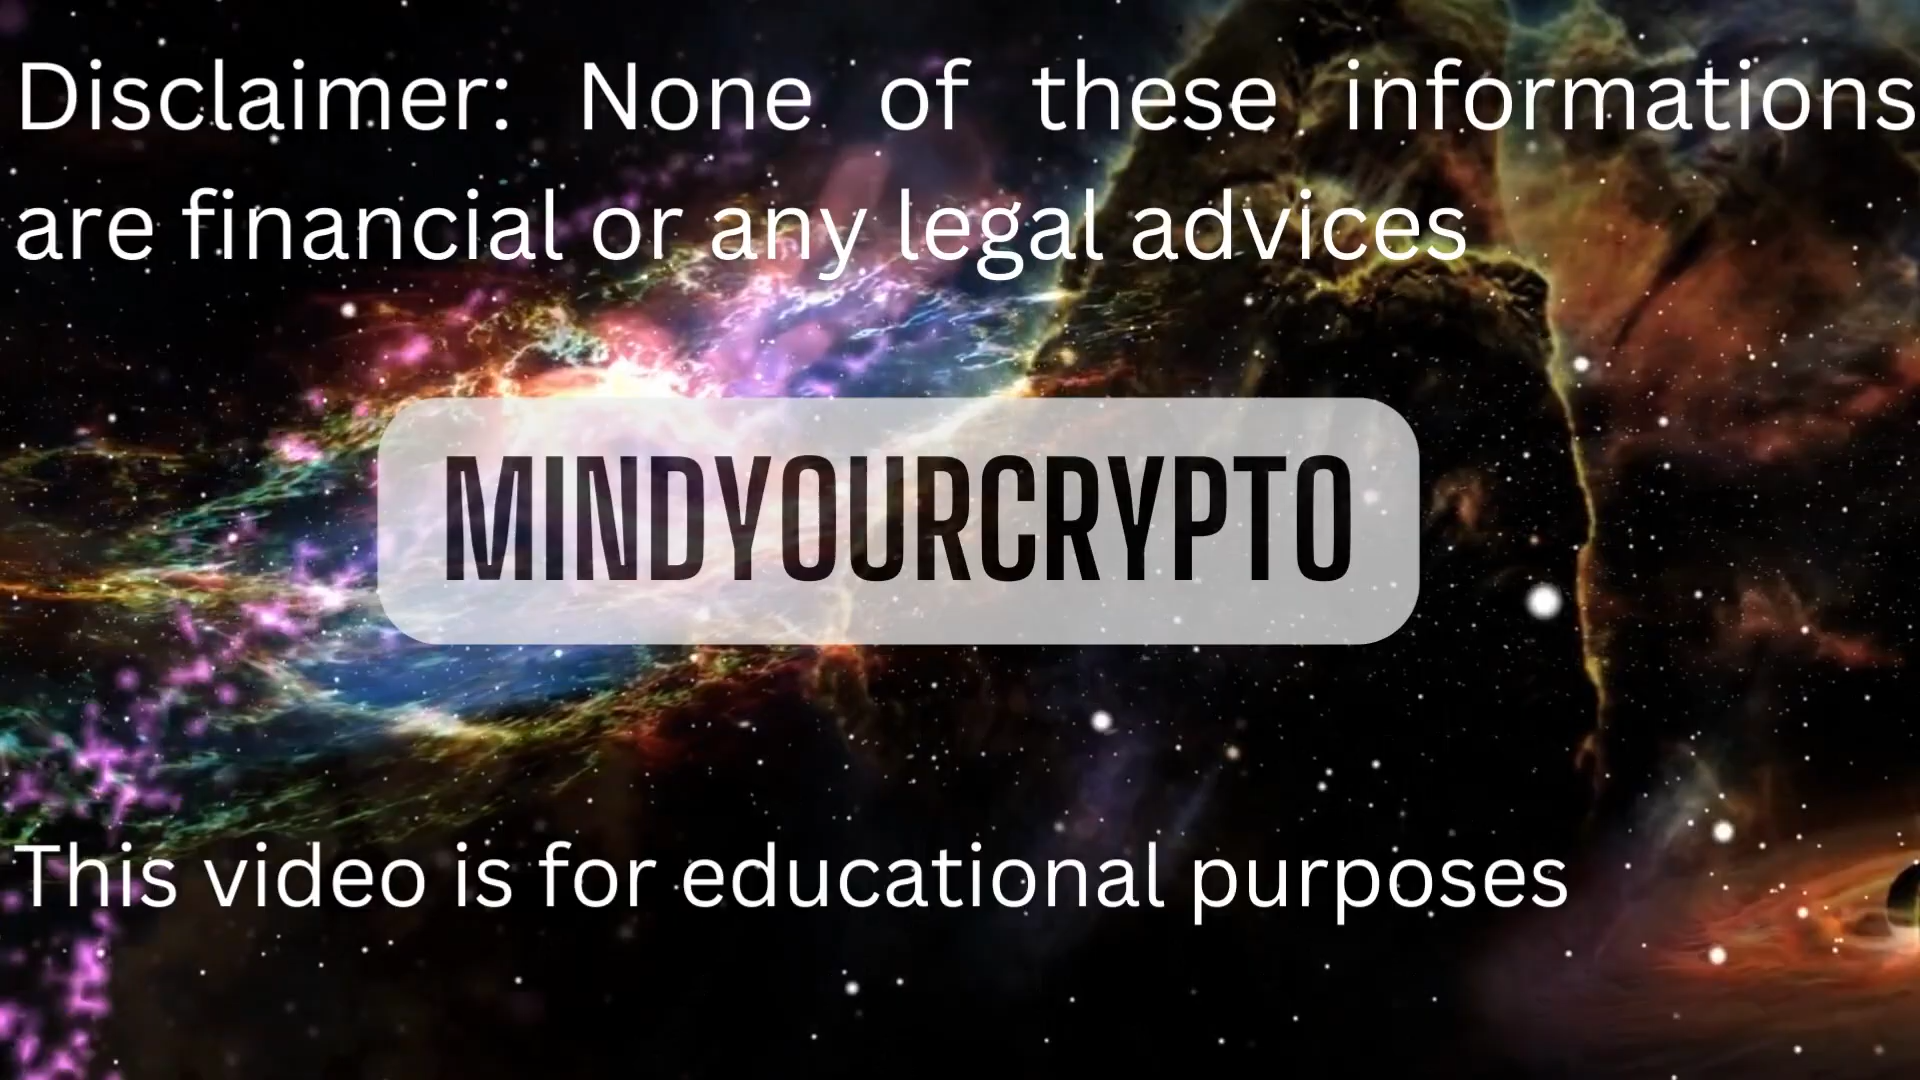 Disclaimer: None of these informations
are financial or any legal advices
MINDYOURCRYPTO
This video is for educational purposes